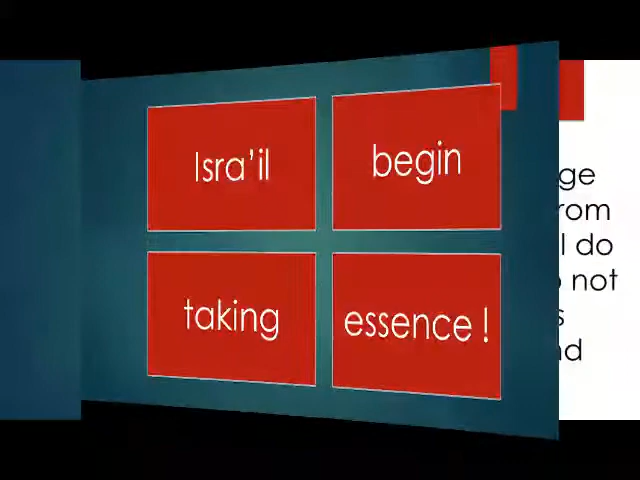 Isra'il
begin
taking
essence !
ge
rom
l do
not
s
nd